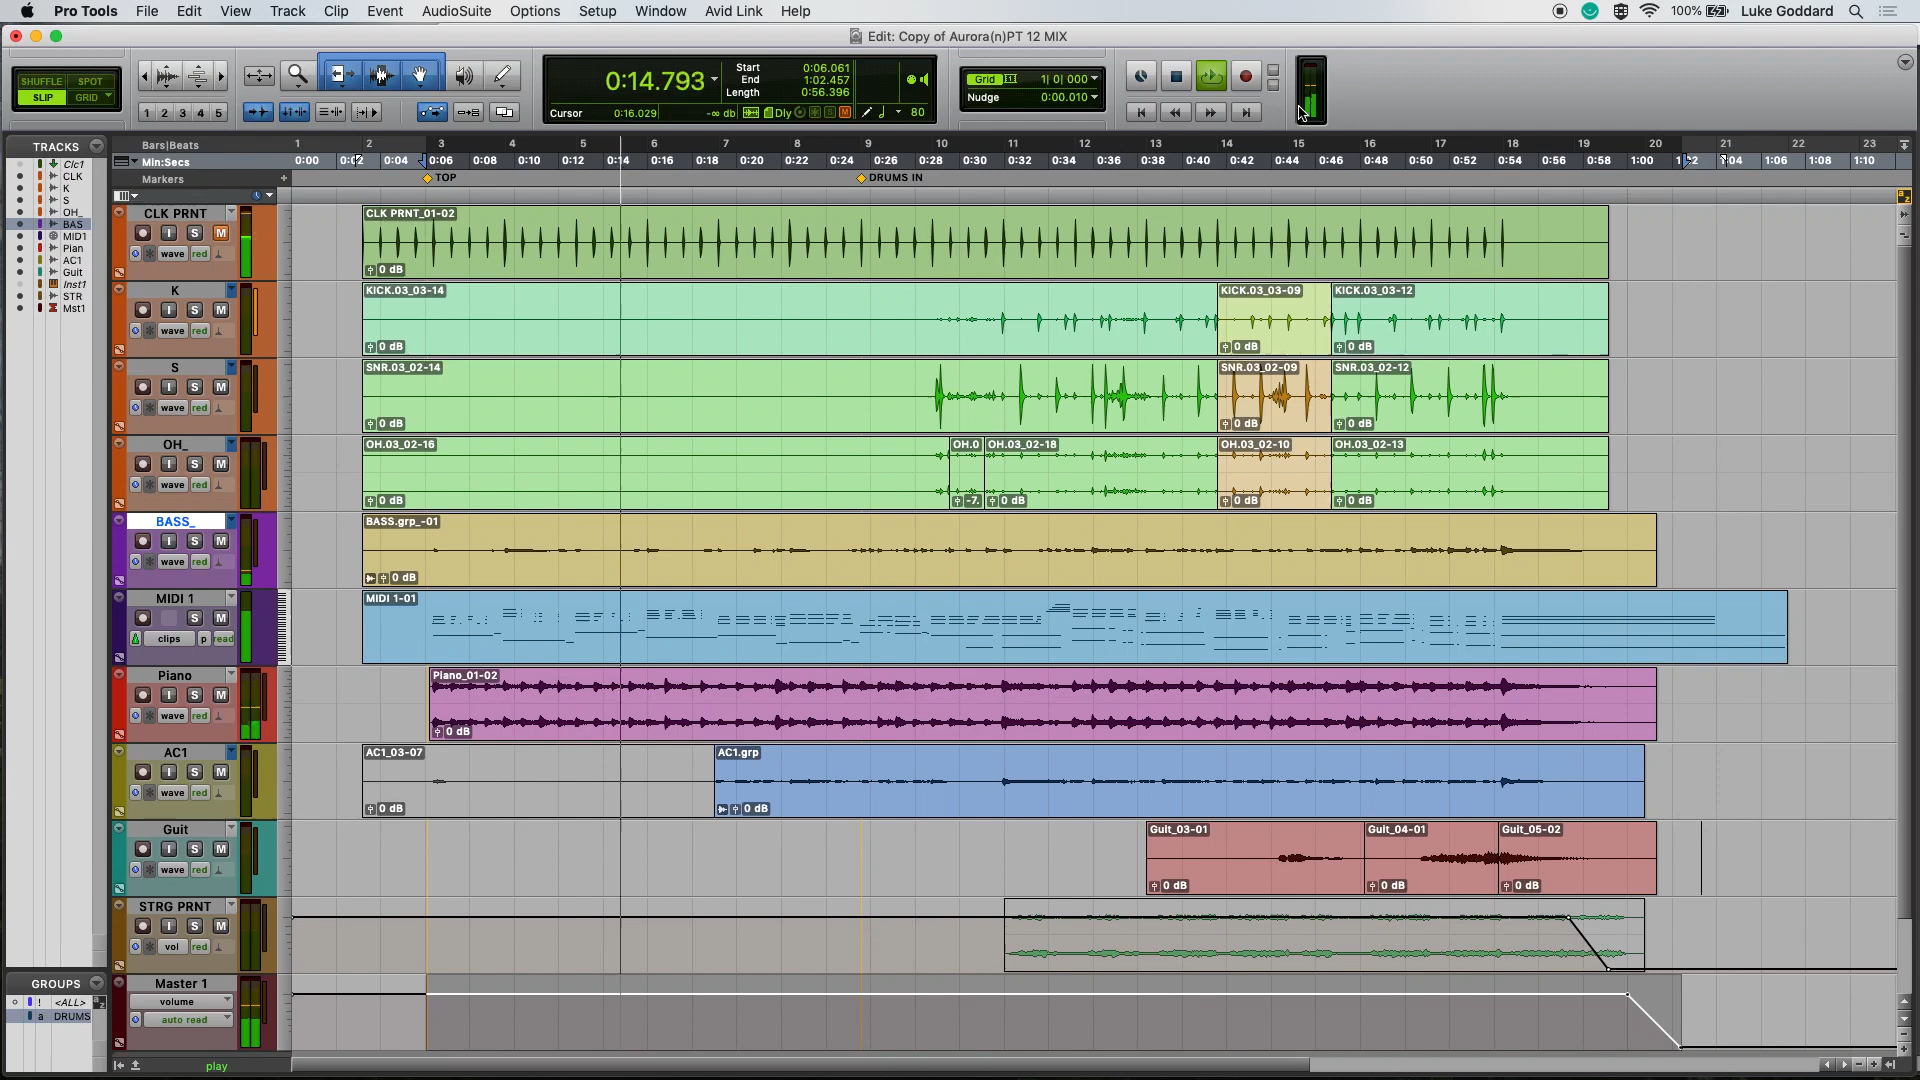 Pro Tools File Edit View Track Clip Event AudioSuite Options Setup Window Avid Link Help 100% Luke Goddard
Edit: Copy of Aurora(n)PT 12 MIX
SHUFFLE SPOT
SLIP GRID
1 2 3 4 5
0:14.793
Start 0:06.061
End 1:02.457
Length 0:56.396
Cursor 0:16.029 -∞ db Dly 80
Grid 1| 0| 000
Nudge 0:00.010
TRACKS
Clc1
CLK
K
S
OH_
BAS
MID1
Pian
AC1
Guit
Inst1
STR
Mst1
GROUPS
! <ALL>
a DRUMS
Bars|Beats 1 2 3 4 5 6 7 8 9 10 11 12 13 14 15 16 17 18 19 20 21 22 23
Min:Secs 0:00 0:02 0:04 0:06 0:08 0:10 0:12 0:14 0:16 0:18 0:20 0:22 0:24 0:26 0:28 0:30 0:32 0:34 0:36 0:38 0:40 0:42 0:44 0:46 0:48 0:50 0:52 0:54 0:56 0:58 1:00 1:02 1:04 1:06 1:08 1:10
Markers TOP DRUMS IN
CLK PRNT CLK PRNT_01-02
I S M
wave red
0 dB
K KICK.03_03-14 KICK.03_03-09 KICK.03_03-12
I S M
wave red
0 dB 0 dB 0 dB
S SNR.03_02-14 SNR.03_02-09 SNR.03_02-12
I S M
wave red
0 dB 0 dB 0 dB
OH_ OH.03_02-16 OH.0 OH.03_02-18 OH.03_02-10 OH.03_02-13
I S M
wave red
0 dB -7. 0 dB 0 dB 0 dB
BASS_ BASS.grp_-01
I S M
wave red
0 dB
MIDI 1 MIDI 1-01
S M
clips p read
Piano Piano_01-02
I S M
wave red
0 dB
AC1 AC1_03-07 AC1.grp
I S M
wave red
0 dB 0 dB
Guit Guit_03-01 Guit_04-01 Guit_05-02
I S M
wave red
0 dB 0 dB 0 dB
STRG PRNT
I S M
vol red
Master 1
volume
auto read
play